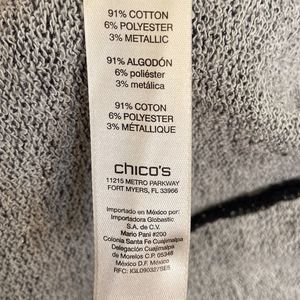 91% COTTON
6% POLYESTER
3% METALLIC
91% ALGODÓN
6% poliéster
3% metálica
91% COTON
6% POLYESTER
3% MÉTALLIQUE
chico's
11215 METRO PARKWAY
FORT MYERS, FL 33966
Importado en México por:
Importadora Globastic
S.A. de C.V.
Mario Pani #200
Colonia Santa Fe Cuajimalpa
Delegación Cuajimalpa
de Morelos C.P. 05348
México D.F. México
RFC: IGL090327SE5